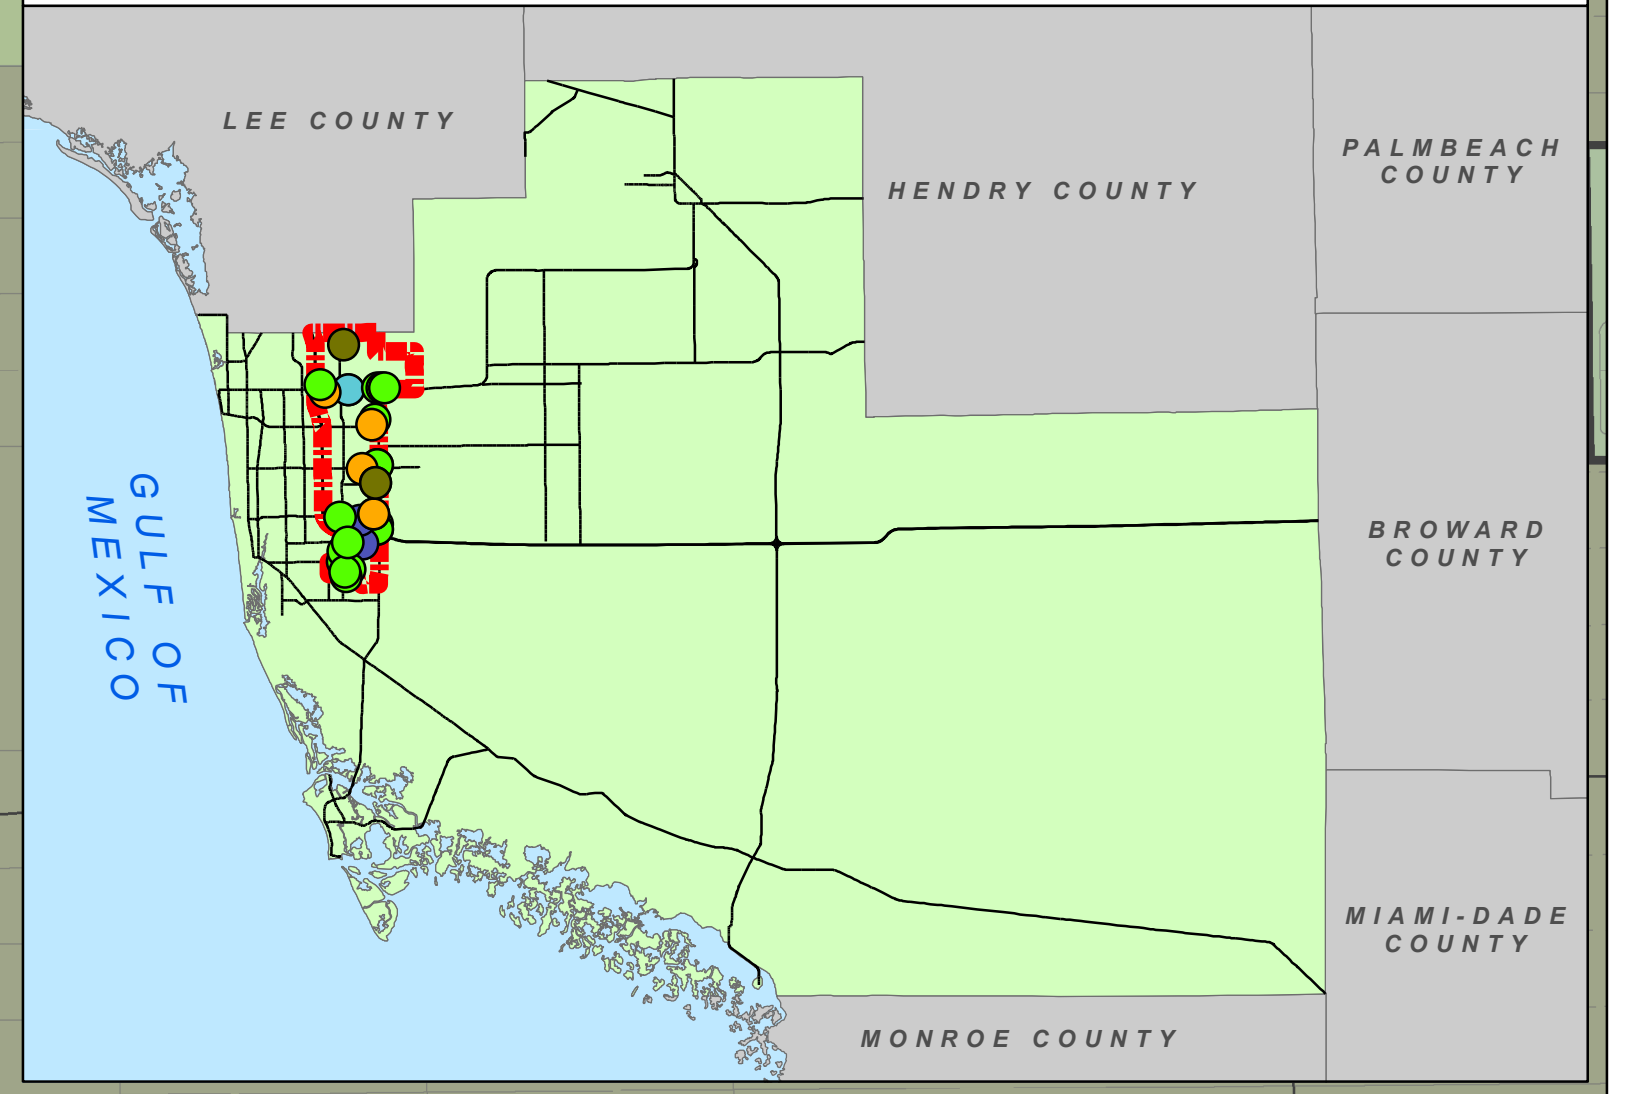 LEE COUNTY
HENDRY COUNTY
PALMBEACH
COUNTY
GULF OF
MEXICO
BROWARD
COUNTY
MIAMI-DADE
COUNTY
MONROE COUNTY